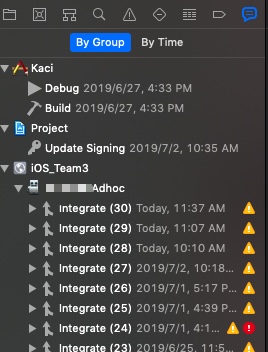 By Group By Time
Kaci
Debug 2019/6/27, 4:33 PM
Build 2019/6/27, 4:33 PM
Project
Update Signing 2019/7/2, 10:35 AM
iOS_Team3
Adhoc
Integrate (30) Today, 11:37 AM
Integrate (29) Today, 11:07 AM
Integrate (28) Today, 10:10 AM
Integrate (27) 2019/7/2, 10:18...
Integrate (26) 2019/7/1, 5:17 P...
Integrate (25) 2019/7/1, 4:39 P...
Integrate (24) 2019/7/1, 4:1...
Integrate (23) 2019/6/25, 11:5...